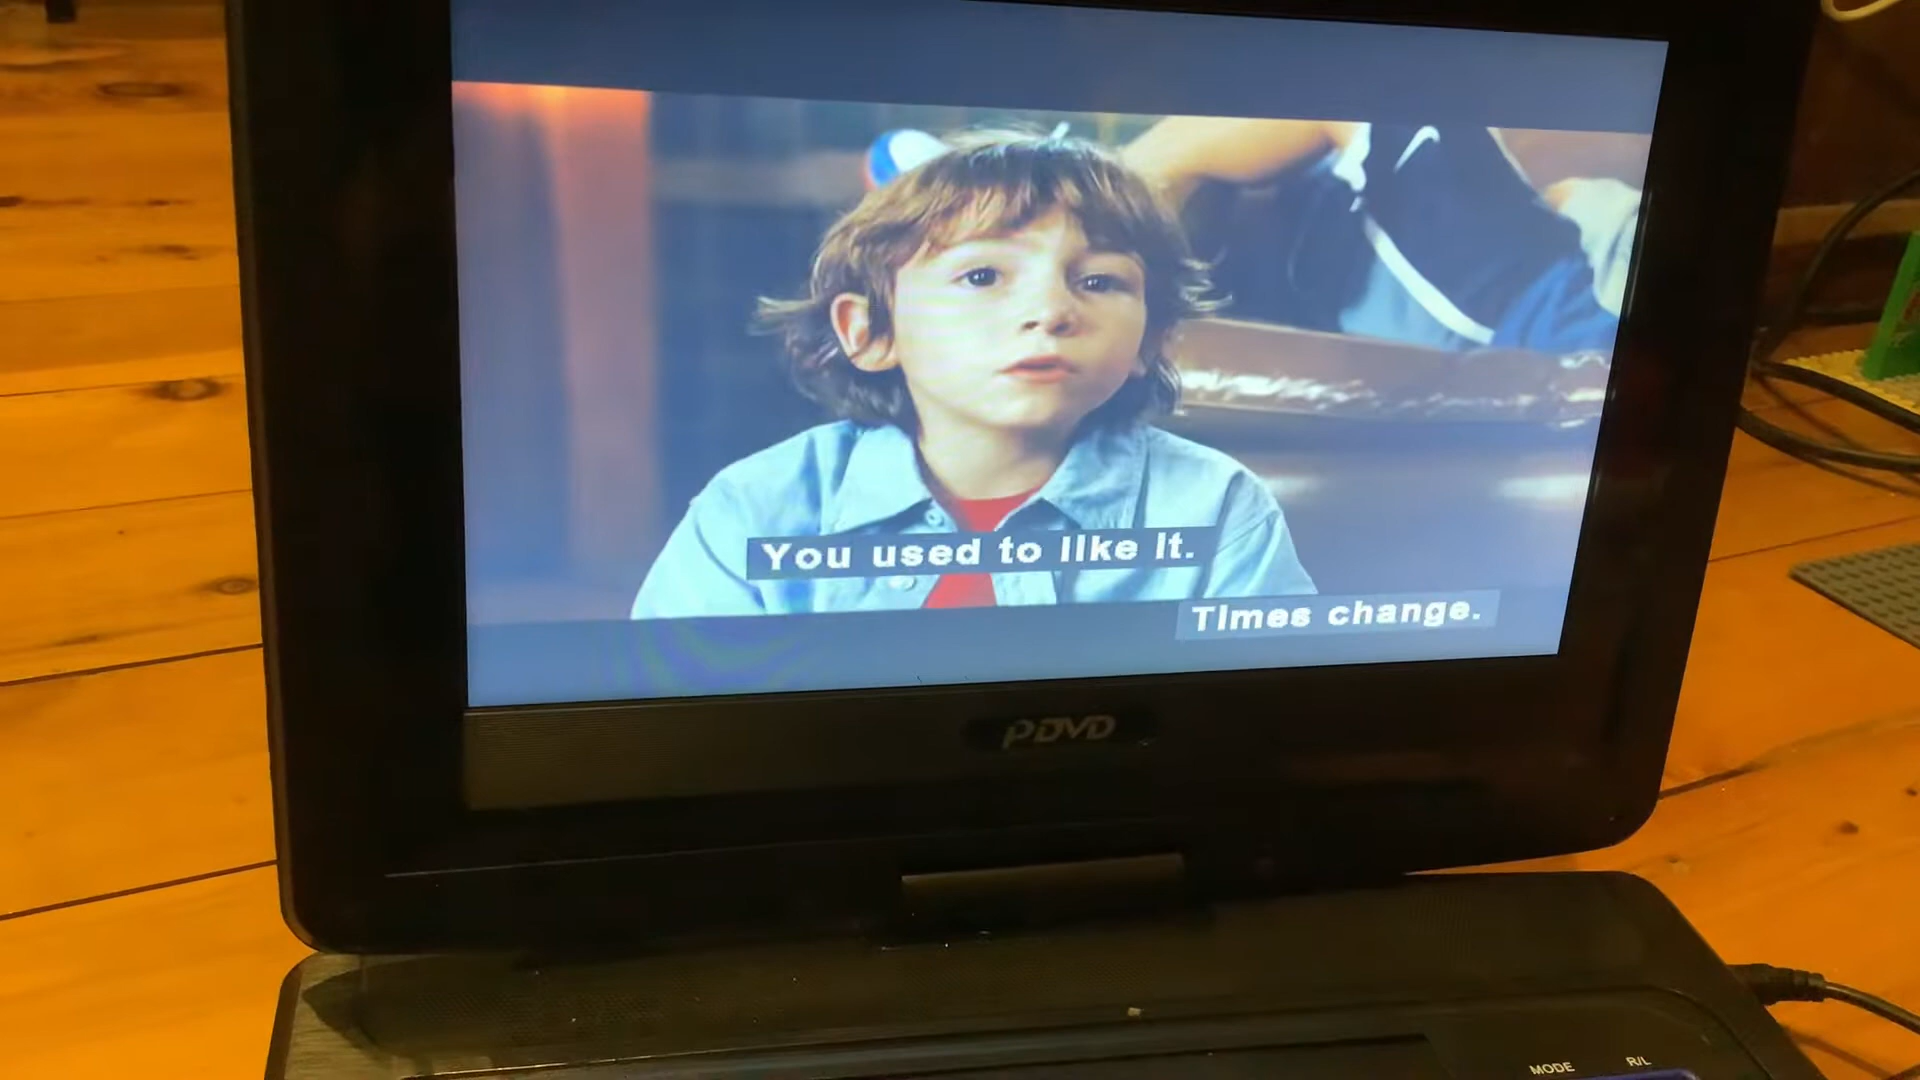 You used to like it.
Times change.
PDVD
MODE
R/L